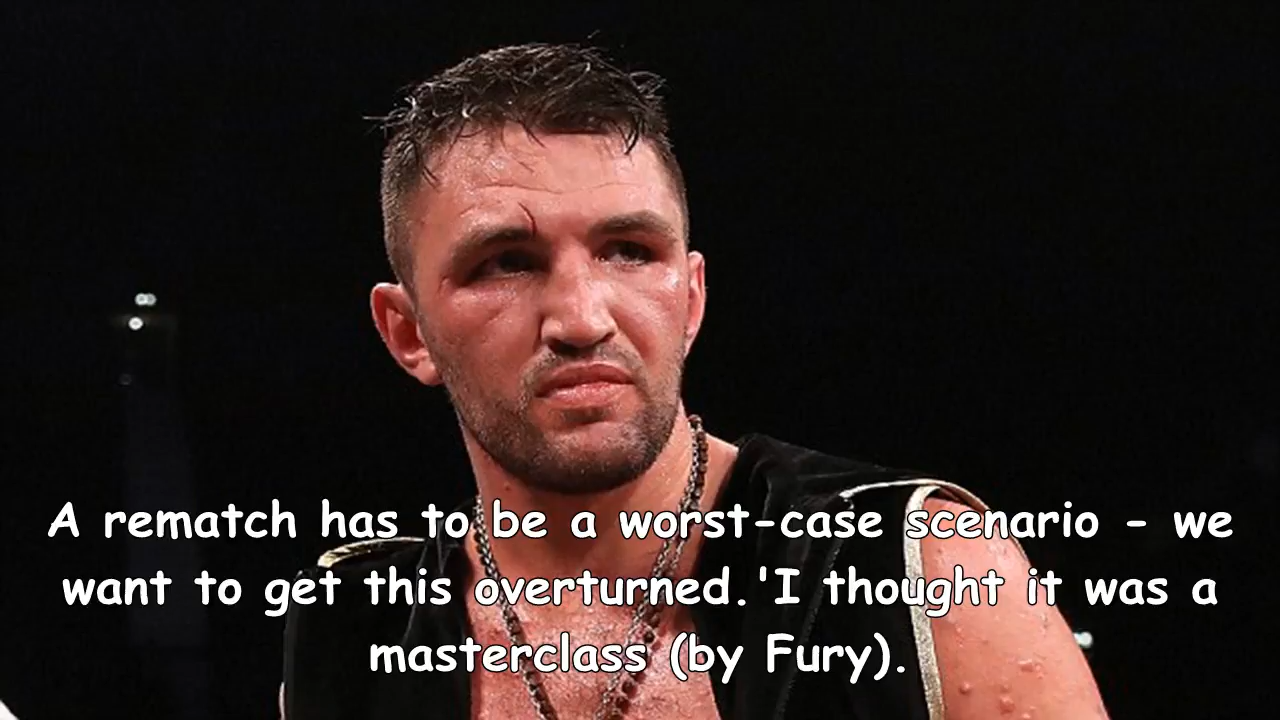 A rematch has to be a worst-case scenario - we
want to get this overturned.'I thought it was a
masterclass (by Fury).